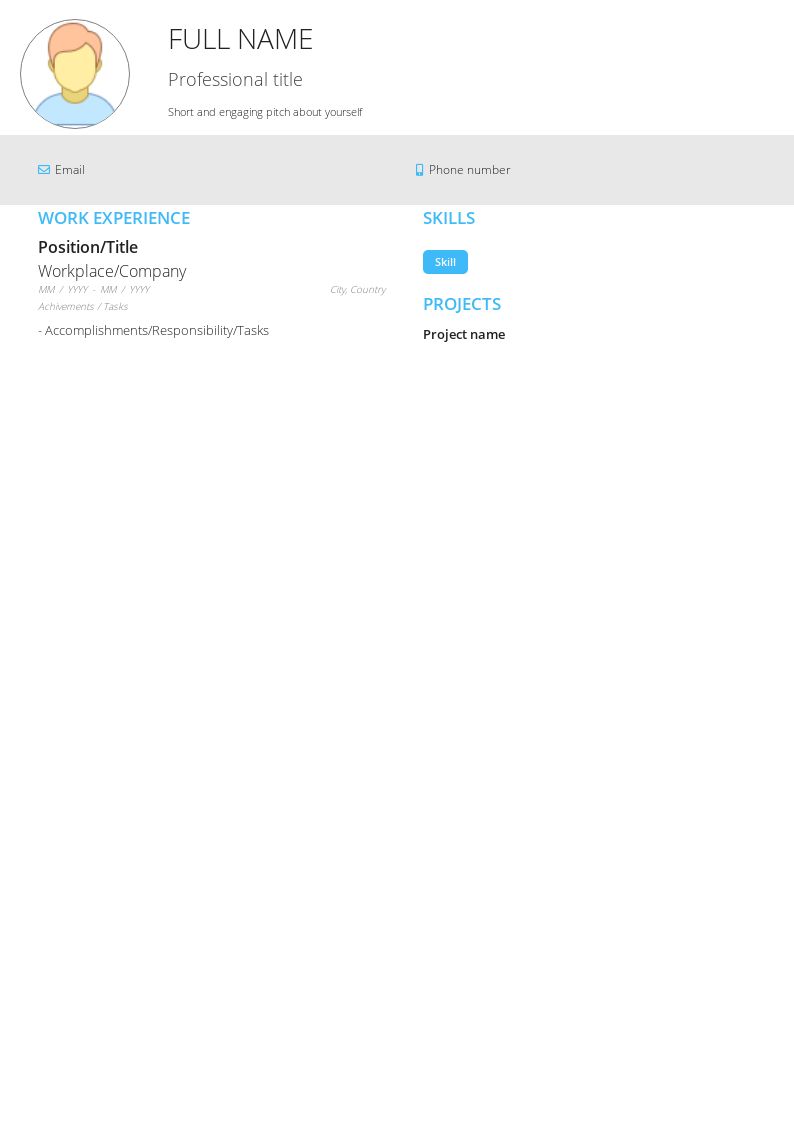 FULL NAME
Professional title
Short and engaging pitch about yourself
Email
Phone number
WORK EXPERIENCE
Position/Title
Workplace/Company
MM / YYYY - MM / YYYY
City, Country
Achivements / Tasks
- Accomplishments/Responsibility/Tasks
SKILLS
Skill
PROJECTS
Project name